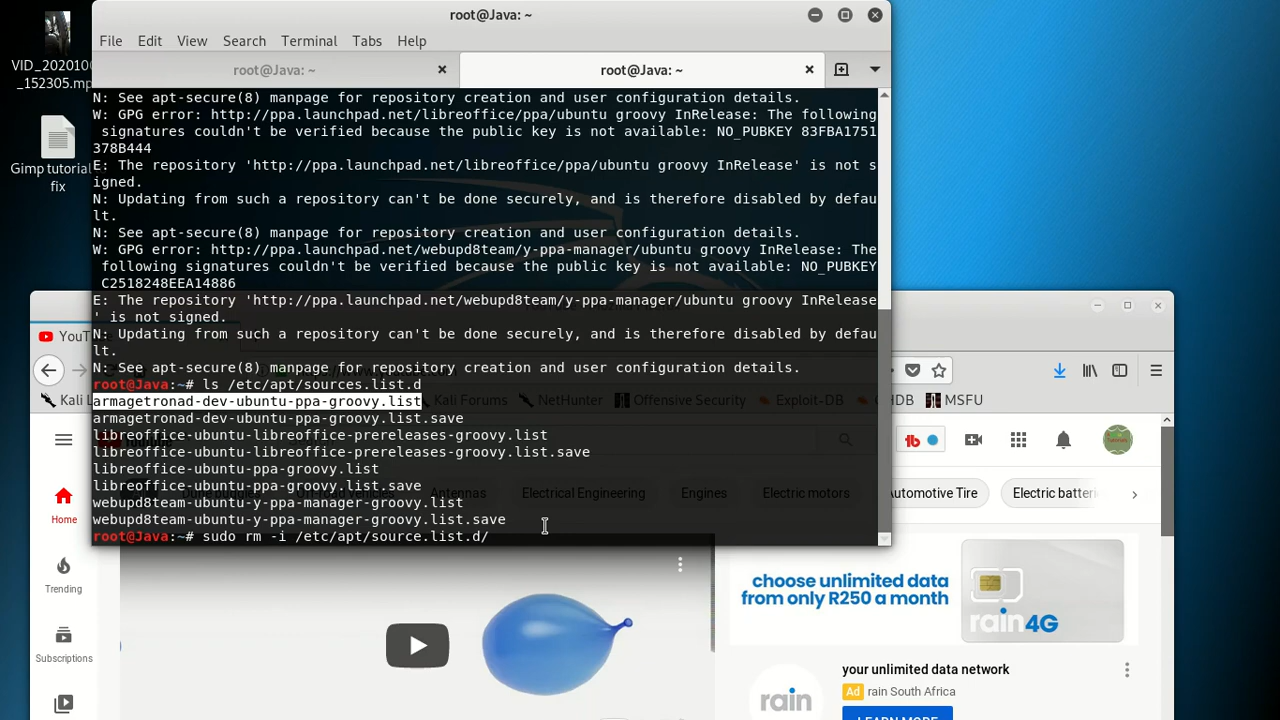 root@Java: ~
VID_2020100
_152305.mp
Gimp tutorial
fix
File Edit View Search Terminal Tabs Help
root@Java: ~
root@Java: ~
N: See apt-secure(8) manpage for repository creation and user configuration details.
W: GPG error: http://ppa.launchpad.net/libreoffice/ppa/ubuntu groovy InRelease: The following
signatures couldn't be verified because the public key is not available: NO_PUBKEY 83FBA1751
378B444
E: The repository 'http://ppa.launchpad.net/libreoffice/ppa/ubuntu groovy InRelease' is not s
igned.
N: Updating from such a repository can't be done securely, and is therefore disabled by defau
lt.
N: See apt-secure(8) manpage for repository creation and user configuration details.
W: GPG error: http://ppa.launchpad.net/webupd8team/y-ppa-manager/ubuntu groovy InRelease: The
following signatures couldn't be verified because the public key is not available: NO_PUBKEY
C2518248EEA14886
E: The repository 'http://ppa.launchpad.net/webupd8team/y-ppa-manager/ubuntu groovy InRelease
' is not signed.
N: Updating from such a repository can't be done securely, and is therefore disabled by defau
lt.
N: See apt-secure(8) manpage for repository creation and user configuration details.
root@Java:~# ls /etc/apt/sources.list.d
armagetronad-dev-ubuntu-ppa-groovy.list
armagetronad-dev-ubuntu-ppa-groovy.list.save
libreoffice-ubuntu-libreoffice-prereleases-groovy.list
libreoffice-ubuntu-libreoffice-prereleases-groovy.list.save
libreoffice-ubuntu-ppa-groovy.list
libreoffice-ubuntu-ppa-groovy.list.save
webupd8team-ubuntu-y-ppa-manager-groovy.list
webupd8team-ubuntu-y-ppa-manager-groovy.list.save
root@Java:~# sudo rm -i /etc/apt/source.list.d/
YouT
Kali L
Kali Forums NetHunter Offensive Security Exploit-DB GHDB MSFU
Off-road vehicles Antennas Electrical Engineering Engines Electric motors Automotive Tire Electric batteri
Home
Trending
Subscriptions
choose unlimited data
from only R250 a month
rain4G
rain
your unlimited data network
Ad rain South Africa
LEARN MORE